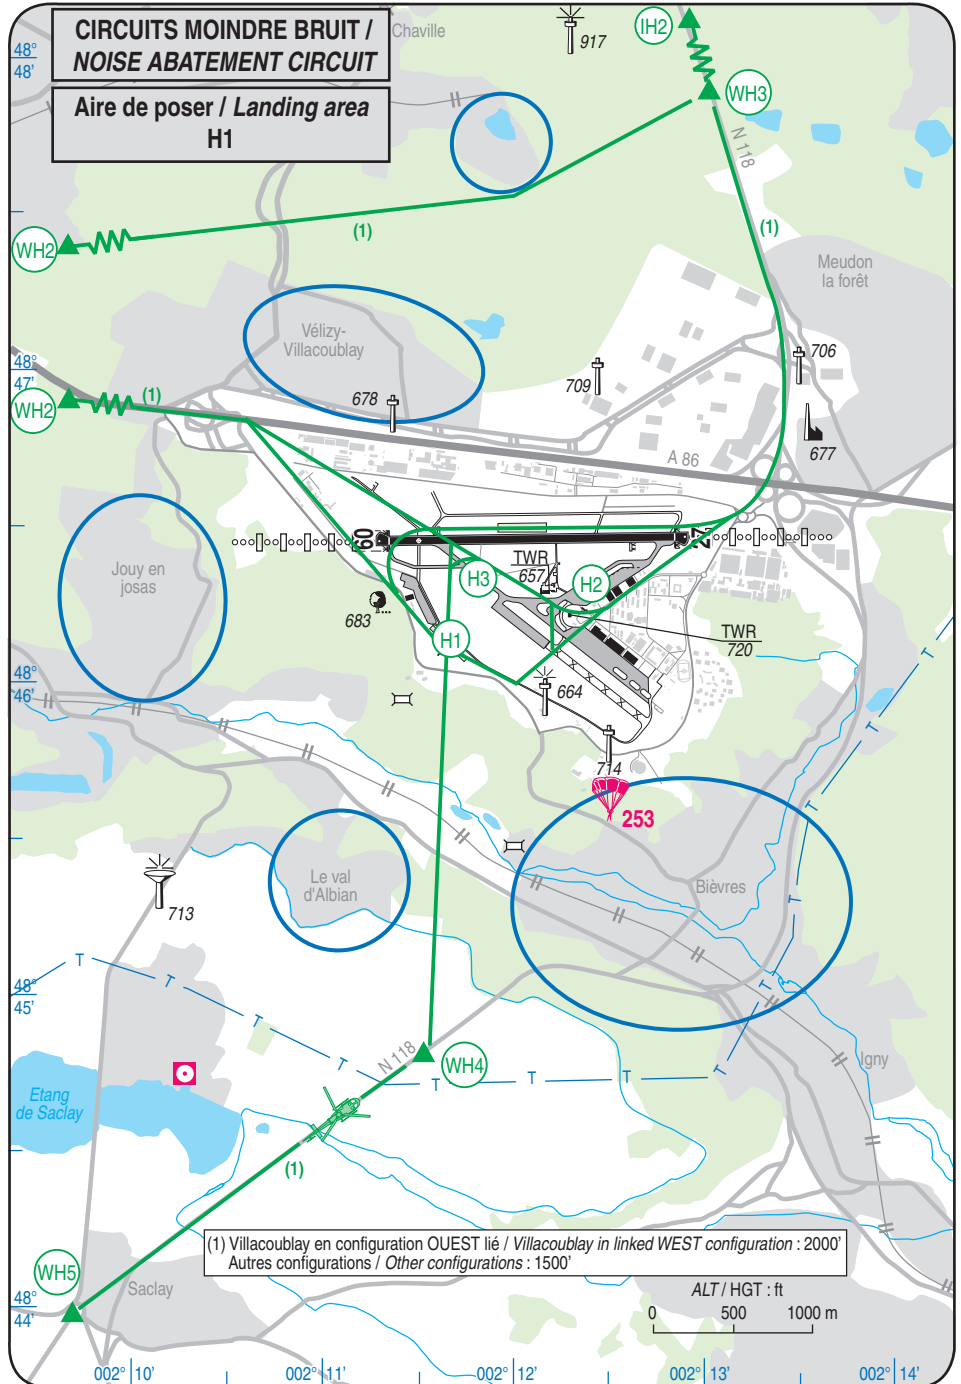 CIRCUITS MOINDRE BRUIT /
NOISE ABATEMENT CIRCUIT
Aire de poser / Landing area
H1
Chaville
917
IH2
WH3
48°
48'
N 118
(1)
(1)
WH2
Meudon
la forêt
Vélizy-
Villacoublay
48°
47'
706
709
678
(1)
WH2
677
A 86
09
27
TWR
657
H3
H2
Jouy en
josas
683
H1
TWR
720
48°
46'
664
T
T
714
253
T
Le val
d'Albian
Bièvres
T
713
T
T
T
48°
45'
T
T
N 118
WH4
T
T
T
T
Igny
Etang
de Saclay
(1)
(1) Villacoublay en configuration OUEST lié / Villacoublay in linked WEST configuration : 2000'
Autres configurations / Other configurations : 1500'
WH5
Saclay
ALT / HGT : ft
0 500 1000 m
48°
44'
002° 10' 002° 11' 002° 12' 002° 13' 002° 14'